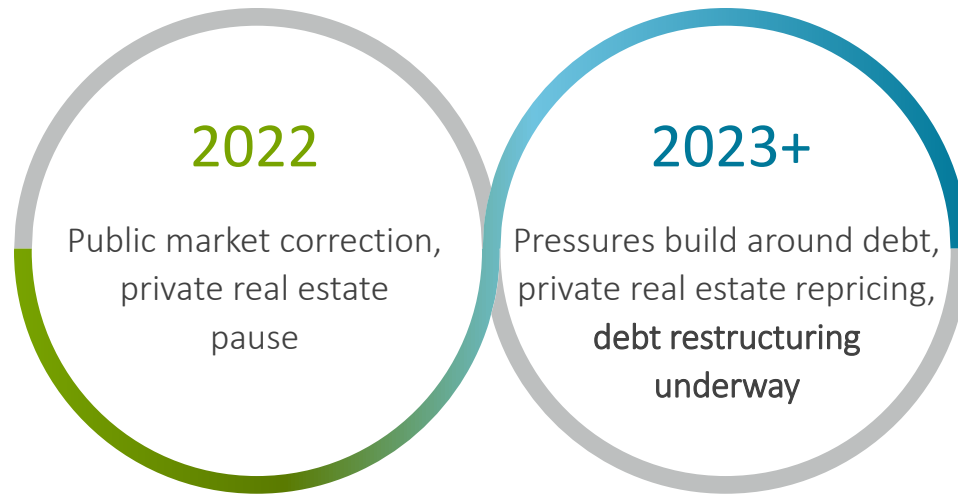 2022
Public market correction,
private real estate
pause
2023+
Pressures build around debt,
private real estate repricing,
debt restructuring
underway